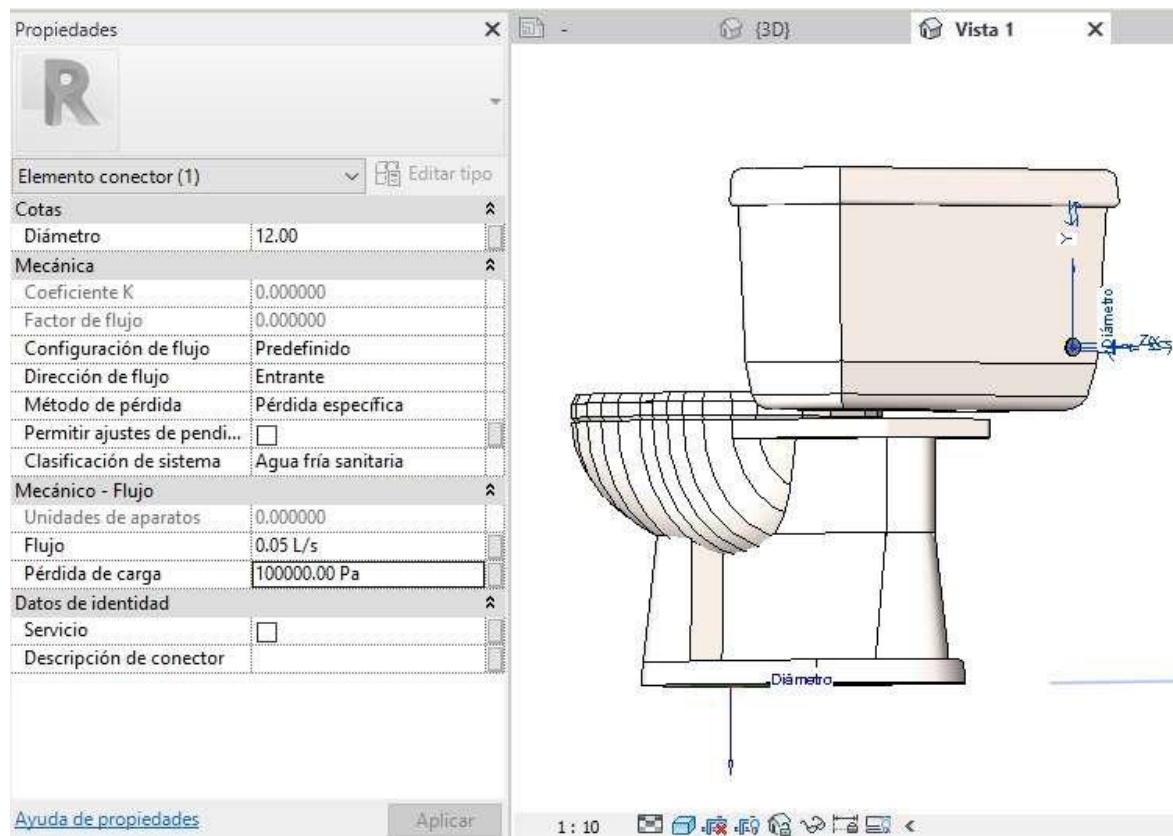 Propiedades
Elemento conector (1)
Editar tipo
Cotas
Diámetro 12.00
Mecánica
Coeficiente K 0.000000
Factor de flujo 0.000000
Configuración de flujo Predefinido
Dirección de flujo Entrante
Método de pérdida Pérdida específica
Permitir ajustes de pendi...
Clasificación de sistema Agua fría sanitaria
Mecánico - Flujo
Unidades de aparatos 0.000000
Flujo 0.05 L/s
Pérdida de carga 100000.00 Pa
Datos de identidad
Servicio
Descripción de conector
Ayuda de propiedades
Aplicar
- {3D} Vista 1
Y
Diámetro
Diámetro
1 : 10